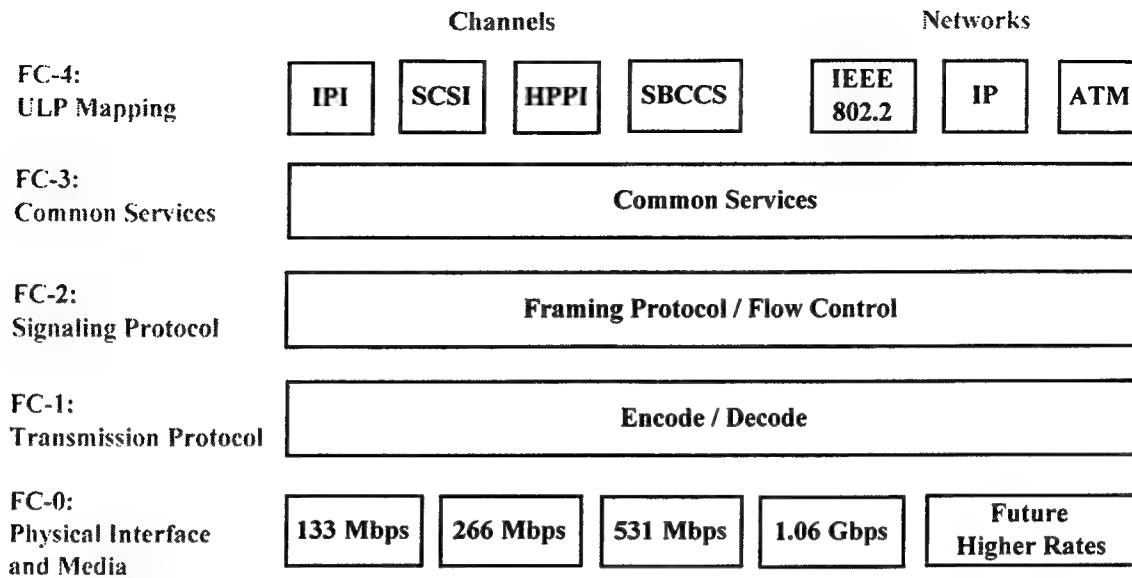 Channels Networks
FC-4:
ULP Mapping
IPI SCSI HPPI SBCCS IEEE 802.2 IP ATM
FC-3:
Common Services
Common Services
FC-2:
Signaling Protocol
Framing Protocol / Flow Control
FC-1:
Transmission Protocol
Encode / Decode
FC-0:
Physical Interface
and Media
133 Mbps 266 Mbps 531 Mbps 1.06 Gbps Future
Higher Rates